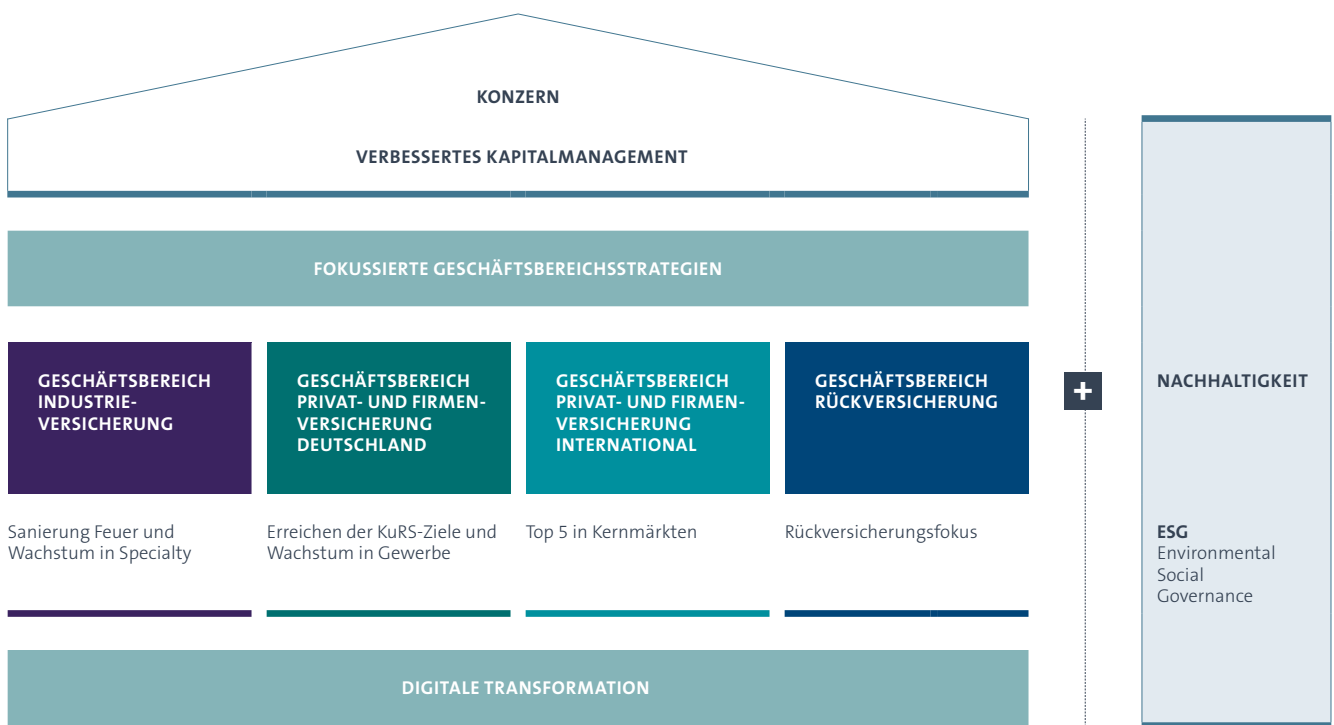 KONZERN
VERBESSERTES KAPITALMANAGEMENT
FOKUSSIERTE GESCHÄFTSBEREICHSSTRATEGIEN
GESCHÄFTSBEREICH
INDUSTRIE-
VERSICHERUNG
GESCHÄFTSBEREICH
PRIVAT- UND FIRMEN-
VERSICHERUNG
DEUTSCHLAND
GESCHÄFTSBEREICH
PRIVAT- UND FIRMEN-
VERSICHERUNG
INTERNATIONAL
GESCHÄFTSBEREICH
RÜCKVERSICHERUNG
Sanierung Feuer und
Wachstum in Specialty
Erreichen der KuRS-Ziele und
Wachstum in Gewerbe
Top 5 in Kernmärkten
Rückversicherungsfokus
DIGITALE TRANSFORMATION
+
NACHHALTIGKEIT
ESG
Environmental
Social
Governance